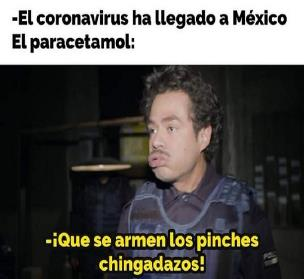 -El coronavirus ha llegado a México
El paracetamol:
-¡Que se armen los pinches
chingadazos!